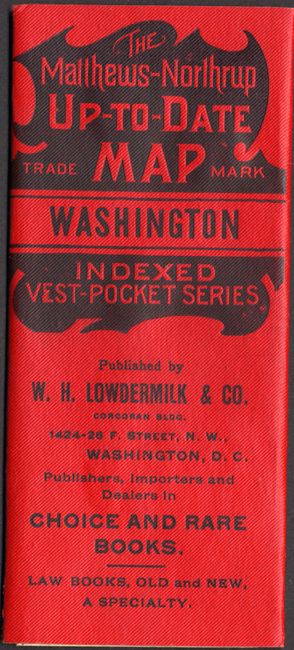 THE
Matthews-Northrup
UP-TO-DATE
TRADE MAP MARK
WASHINGTON
INDEXED
VEST-POCKET SERIES
Published by
W. H. LOWDERMILK & CO.
CORCORAN BLDG.
1424-26 F. STREET, N. W.,
WASHINGTON, D. C.
Publishers, Importers and
Dealers in
CHOICE AND RARE
BOOKS.
LAW BOOKS, OLD and NEW,
A SPECIALTY.